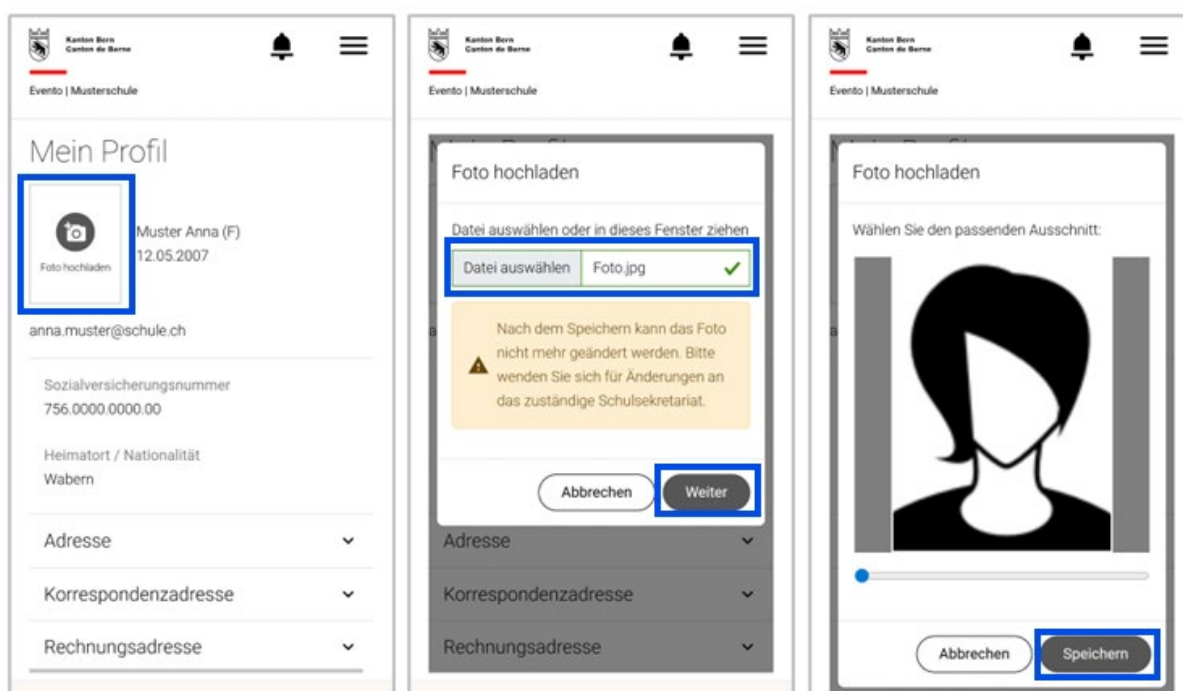 Kanton Bern
Canton de Berne
Evento | Musterschule
Mein Profil
Foto hochladen
Muster Anna (F)
12.05.2007
anna.muster@schule.ch
Sozialversicherungsnummer
756.0000.0000.00
Heimatort / Nationalität
Wabern
Adresse
Korrespondenzadresse
Rechnungsadresse
Kanton Bern
Canton de Berne
Evento | Musterschule
Foto hochladen
Datei auswählen oder in dieses Fenster ziehen
Datei auswählen Foto.jpg
Nach dem Speichern kann das Foto
nicht mehr geändert werden. Bitte
wenden Sie sich für Änderungen an
das zuständige Schulsekretariat.
Abbrechen Weiter
Adresse
Korrespondenzadresse
Rechnungsadresse
Kanton Bern
Canton de Berne
Evento | Musterschule
Foto hochladen
Wählen Sie den passenden Ausschnitt:
Abbrechen Speichern